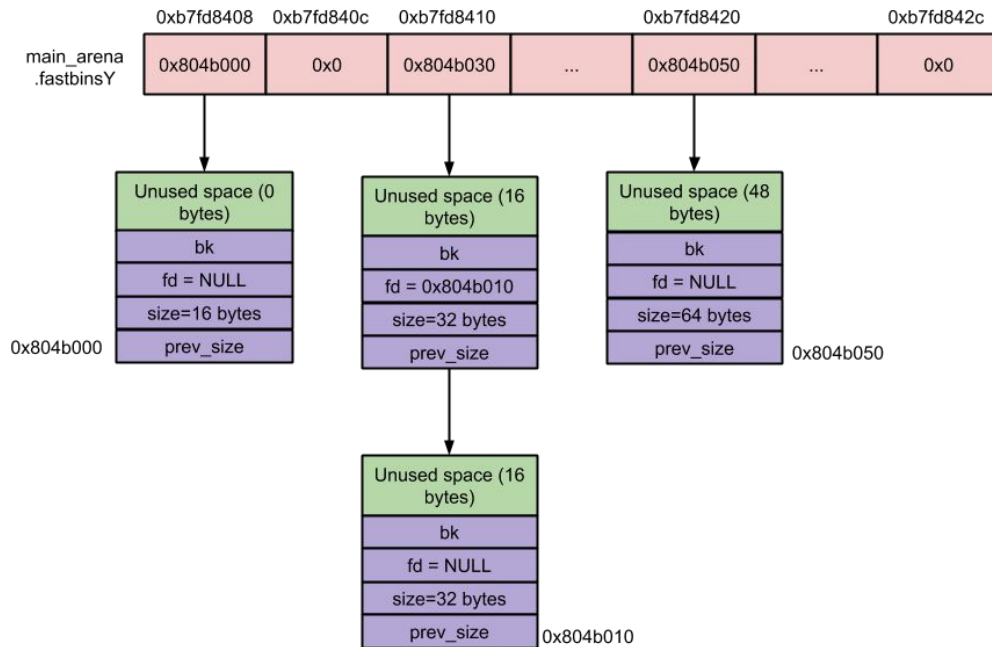 0xb7fd8408 0xb7fd840c 0xb7fd8410 0xb7fd8420 0xb7fd842c
main_arena
.fastbinsY
0x804b000 0x0 0x804b030 ... 0x804b050 ... 0x0
Unused space (0
bytes)
bk
fd = NULL
size=16 bytes
prev_size
0x804b000
Unused space (16
bytes)
bk
fd = 0x804b010
size=32 bytes
prev_size
Unused space (48
bytes)
bk
fd = NULL
size=64 bytes
prev_size
0x804b050
Unused space (16
bytes)
bk
fd = NULL
size=32 bytes
prev_size
0x804b010